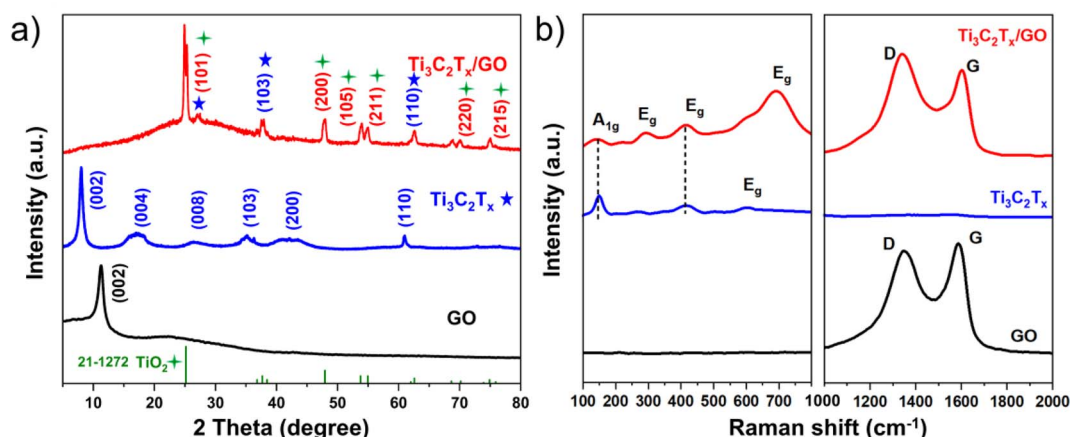 a)
Intensity (a.u.)
(101)
(103)
(200)
(105)
(211)
(110)
(220)
(215)
Ti₃C₂Tₓ/GO
(002)
(004)
(008)
(103)
(200)
(110)
Ti₃C₂Tₓ
(002)
GO
21-1272 TiO₂
10 20 30 40 50 60 70 80
2 Theta (degree)
b)
Intensity (a.u.)
A₁g
Eg
Eg
Eg
Eg
D
G
Ti₃C₂Tₓ/GO
Ti₃C₂Tₓ
D
G
GO
100 200 300 400 500 600 700 80
1000 1200 1400 1600 1800 2000
Raman shift (cm⁻¹)